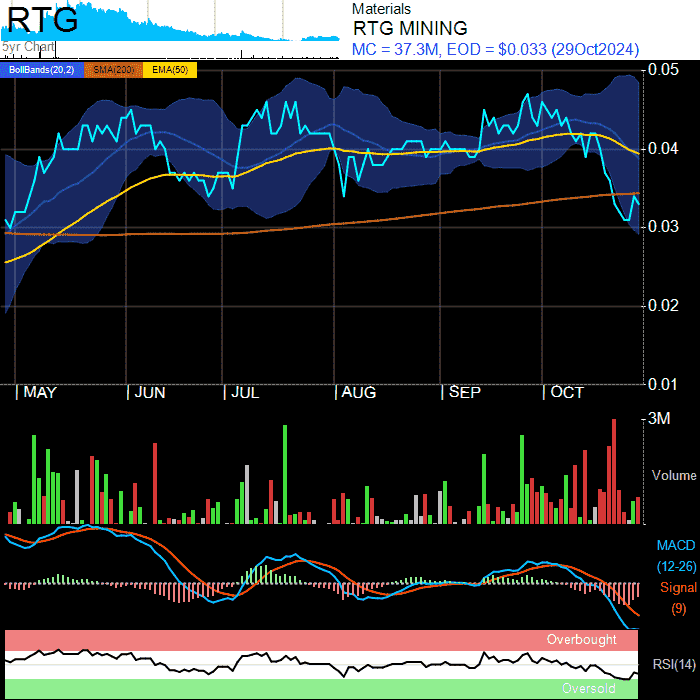 RTG
5yr Chart
Materials
RTG MINING
MC = 37.3M, EOD = $0.033 (29Oct2024)
BollBands(20,2) SMA(200) EMA(50)
0.05
0.04
0.03
0.02
0.01
MAY JUN JUL AUG SEP OCT
3M
Volume
MACD
(12-26)
Signal
(9)
Overbought
RSI(14)
Oversold